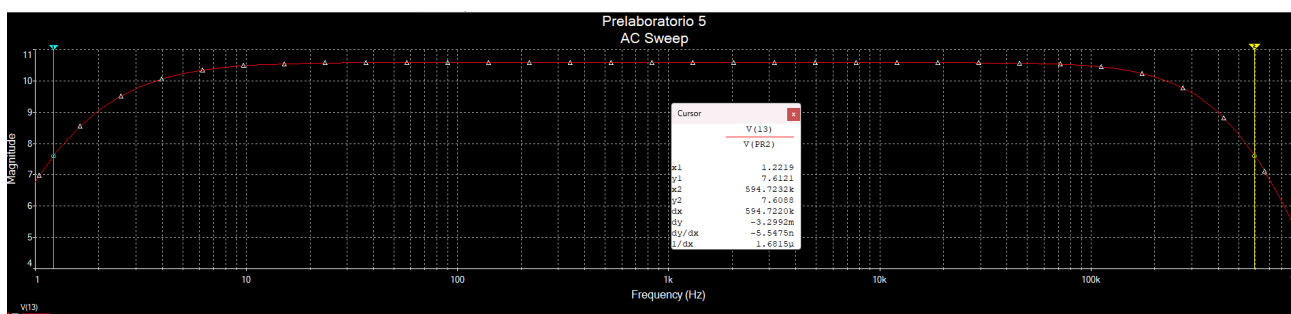 Prelaboratorio 5
AC Sweep
11
10
9
8
7
6
5
4
Magnitude
Cursor x
V(13)
V(PR2)
x1 1.2219
y1 7.6121
x2 594.7232k
y2 7.6088
dx 594.7220k
dy -3.2992m
dy/dx -5.5475n
1/dx 1.6815µ
1 10 100 1k 10k 100k
Frequency (Hz)
V(13)